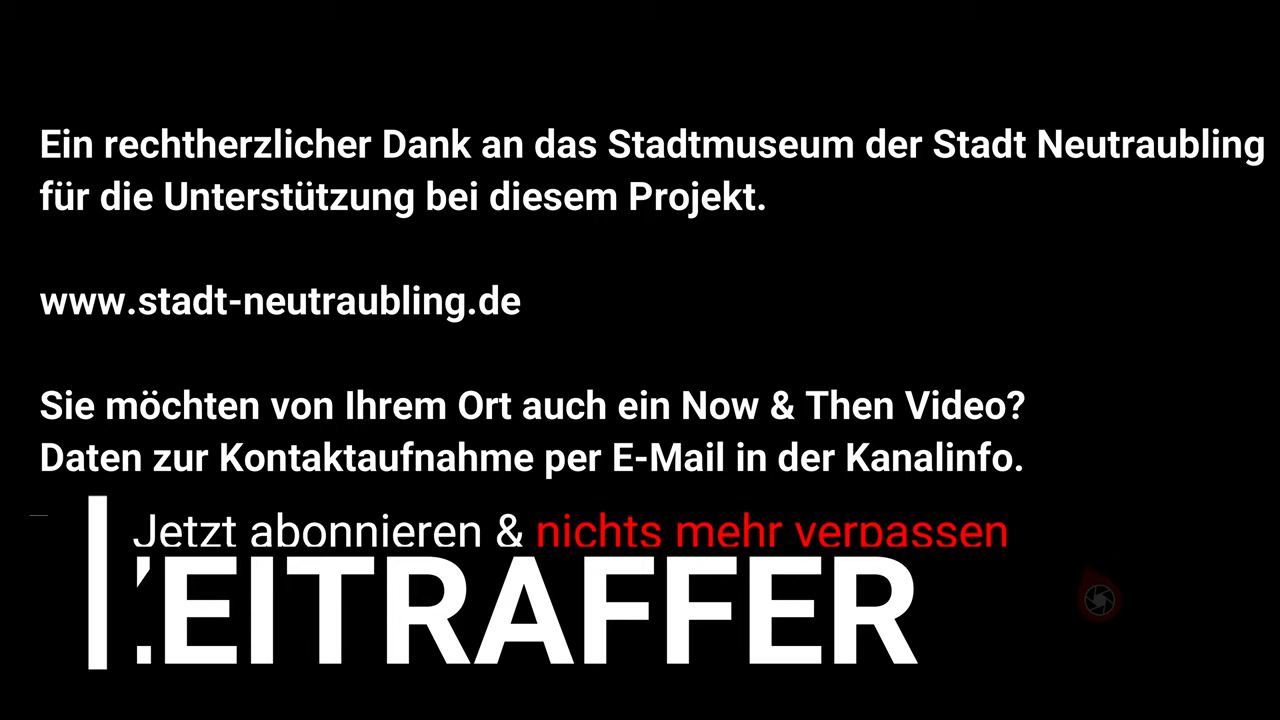 Ein rechtherzlicher Dank an das Stadtmuseum der Stadt Neutraubling
für die Unterstützung bei diesem Projekt.
www.stadt-neutraubling.de
Sie möchten von Ihrem Ort auch ein Now & Then Video?
Daten zur Kontaktaufnahme per E-Mail in der Kanalinfo.
Jetzt abonnieren & nichts mehr verpassen
ZEITRAFFER